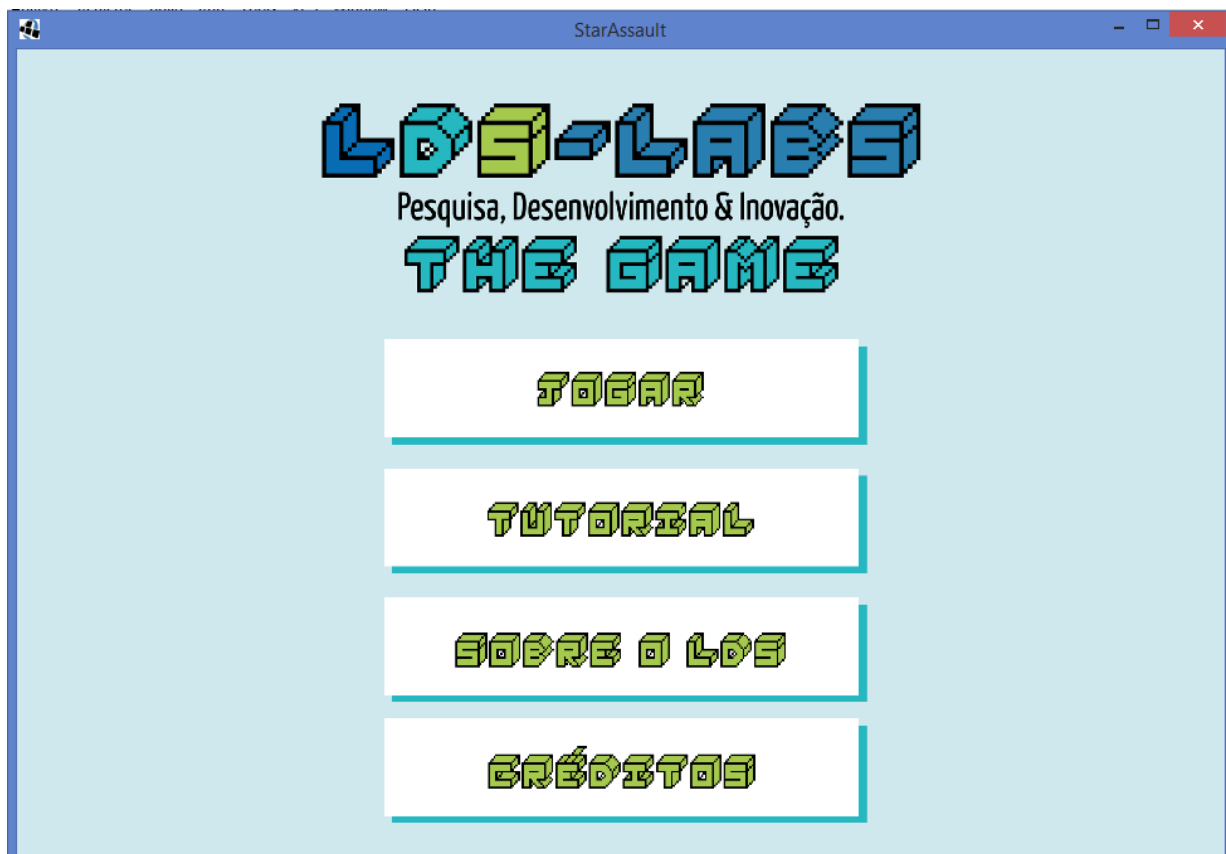 StarAssault
LDS-LABS
Pesquisa, Desenvolvimento & Inovação.
THE GAME
JOGAR
TUTORIAL
SOBRE O LDS
CRÉDITOS